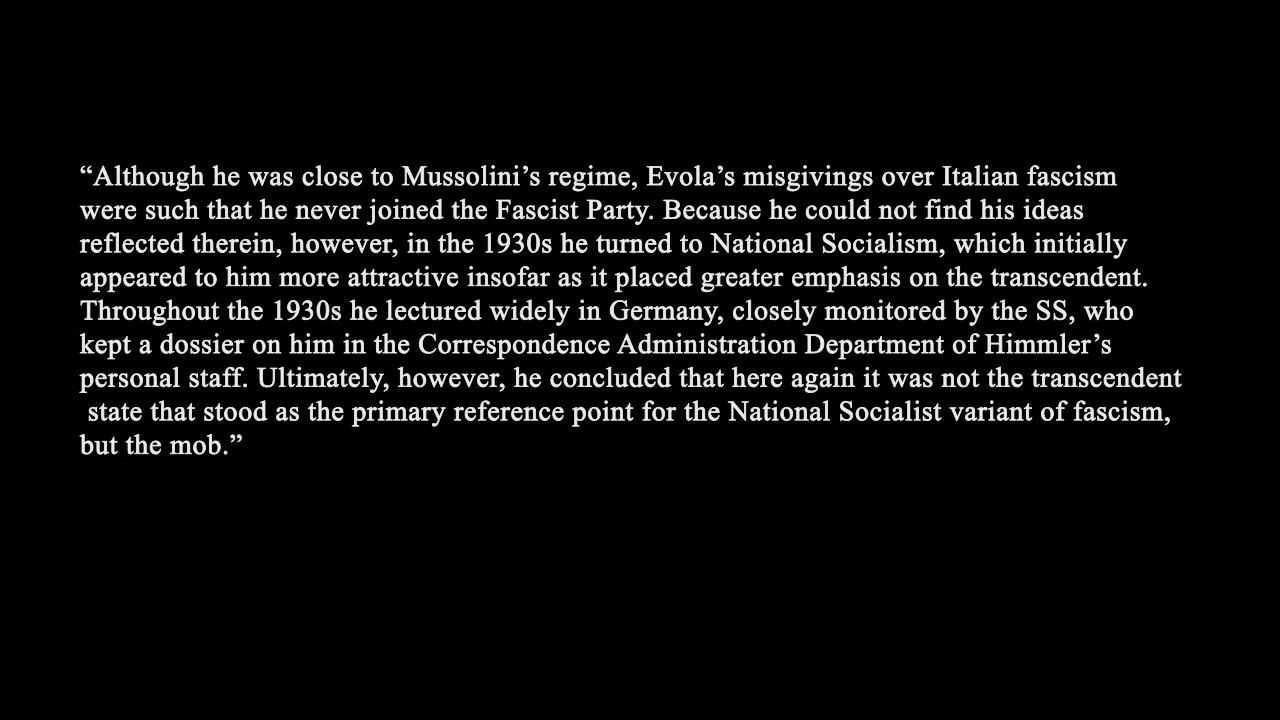 “Although he was close to Mussolini’s regime, Evola’s misgivings over Italian fascism
were such that he never joined the Fascist Party. Because he could not find his ideas
reflected therein, however, in the 1930s he turned to National Socialism, which initially
appeared to him more attractive insofar as it placed greater emphasis on the transcendent.
Throughout the 1930s he lectured widely in Germany, closely monitored by the SS, who
kept a dossier on him in the Correspondence Administration Department of Himmler’s
personal staff. Ultimately, however, he concluded that here again it was not the transcendent
state that stood as the primary reference point for the National Socialist variant of fascism,
but the mob.”